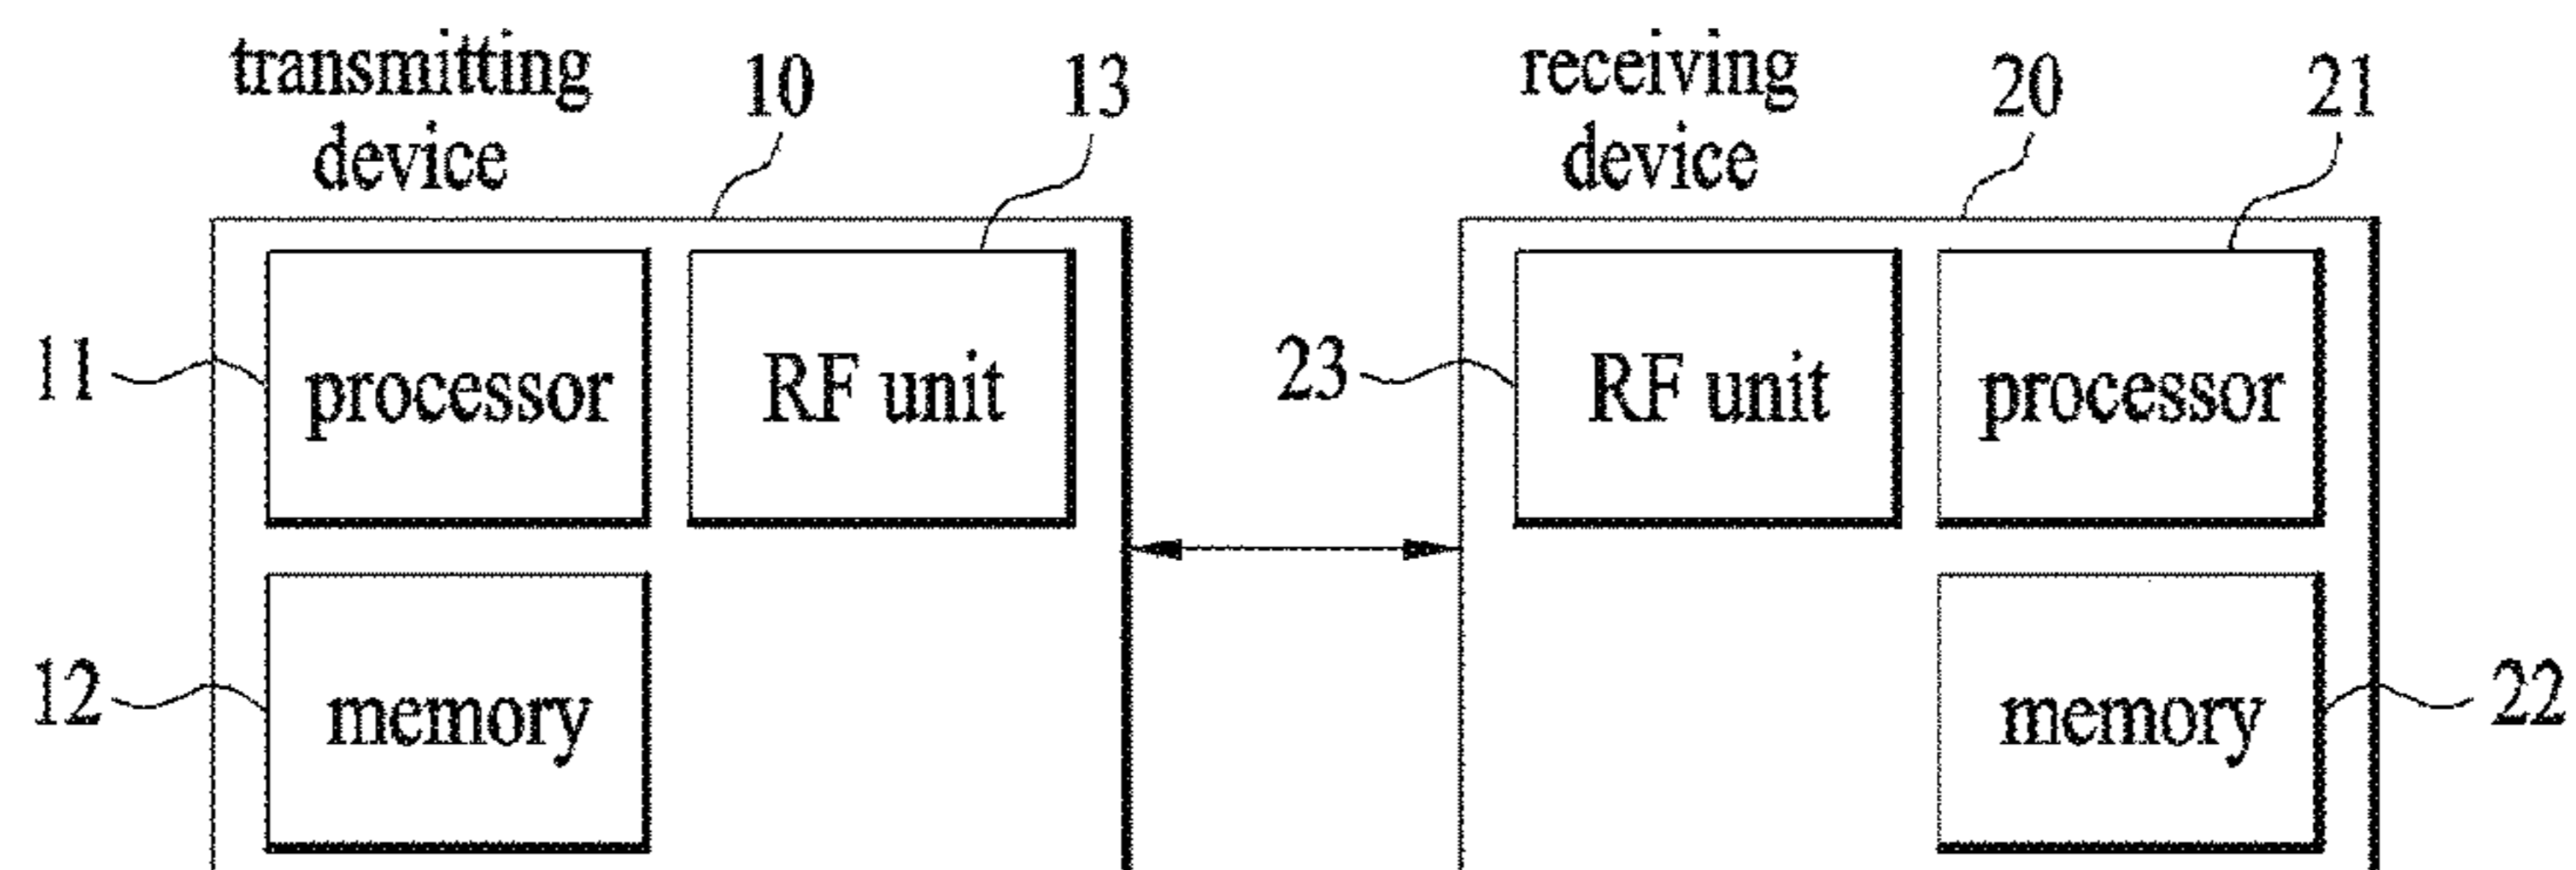 transmitting
device
10
13
receiving
device
20
21
11
processor
RF unit
23
RF unit
processor
12
memory
memory
22